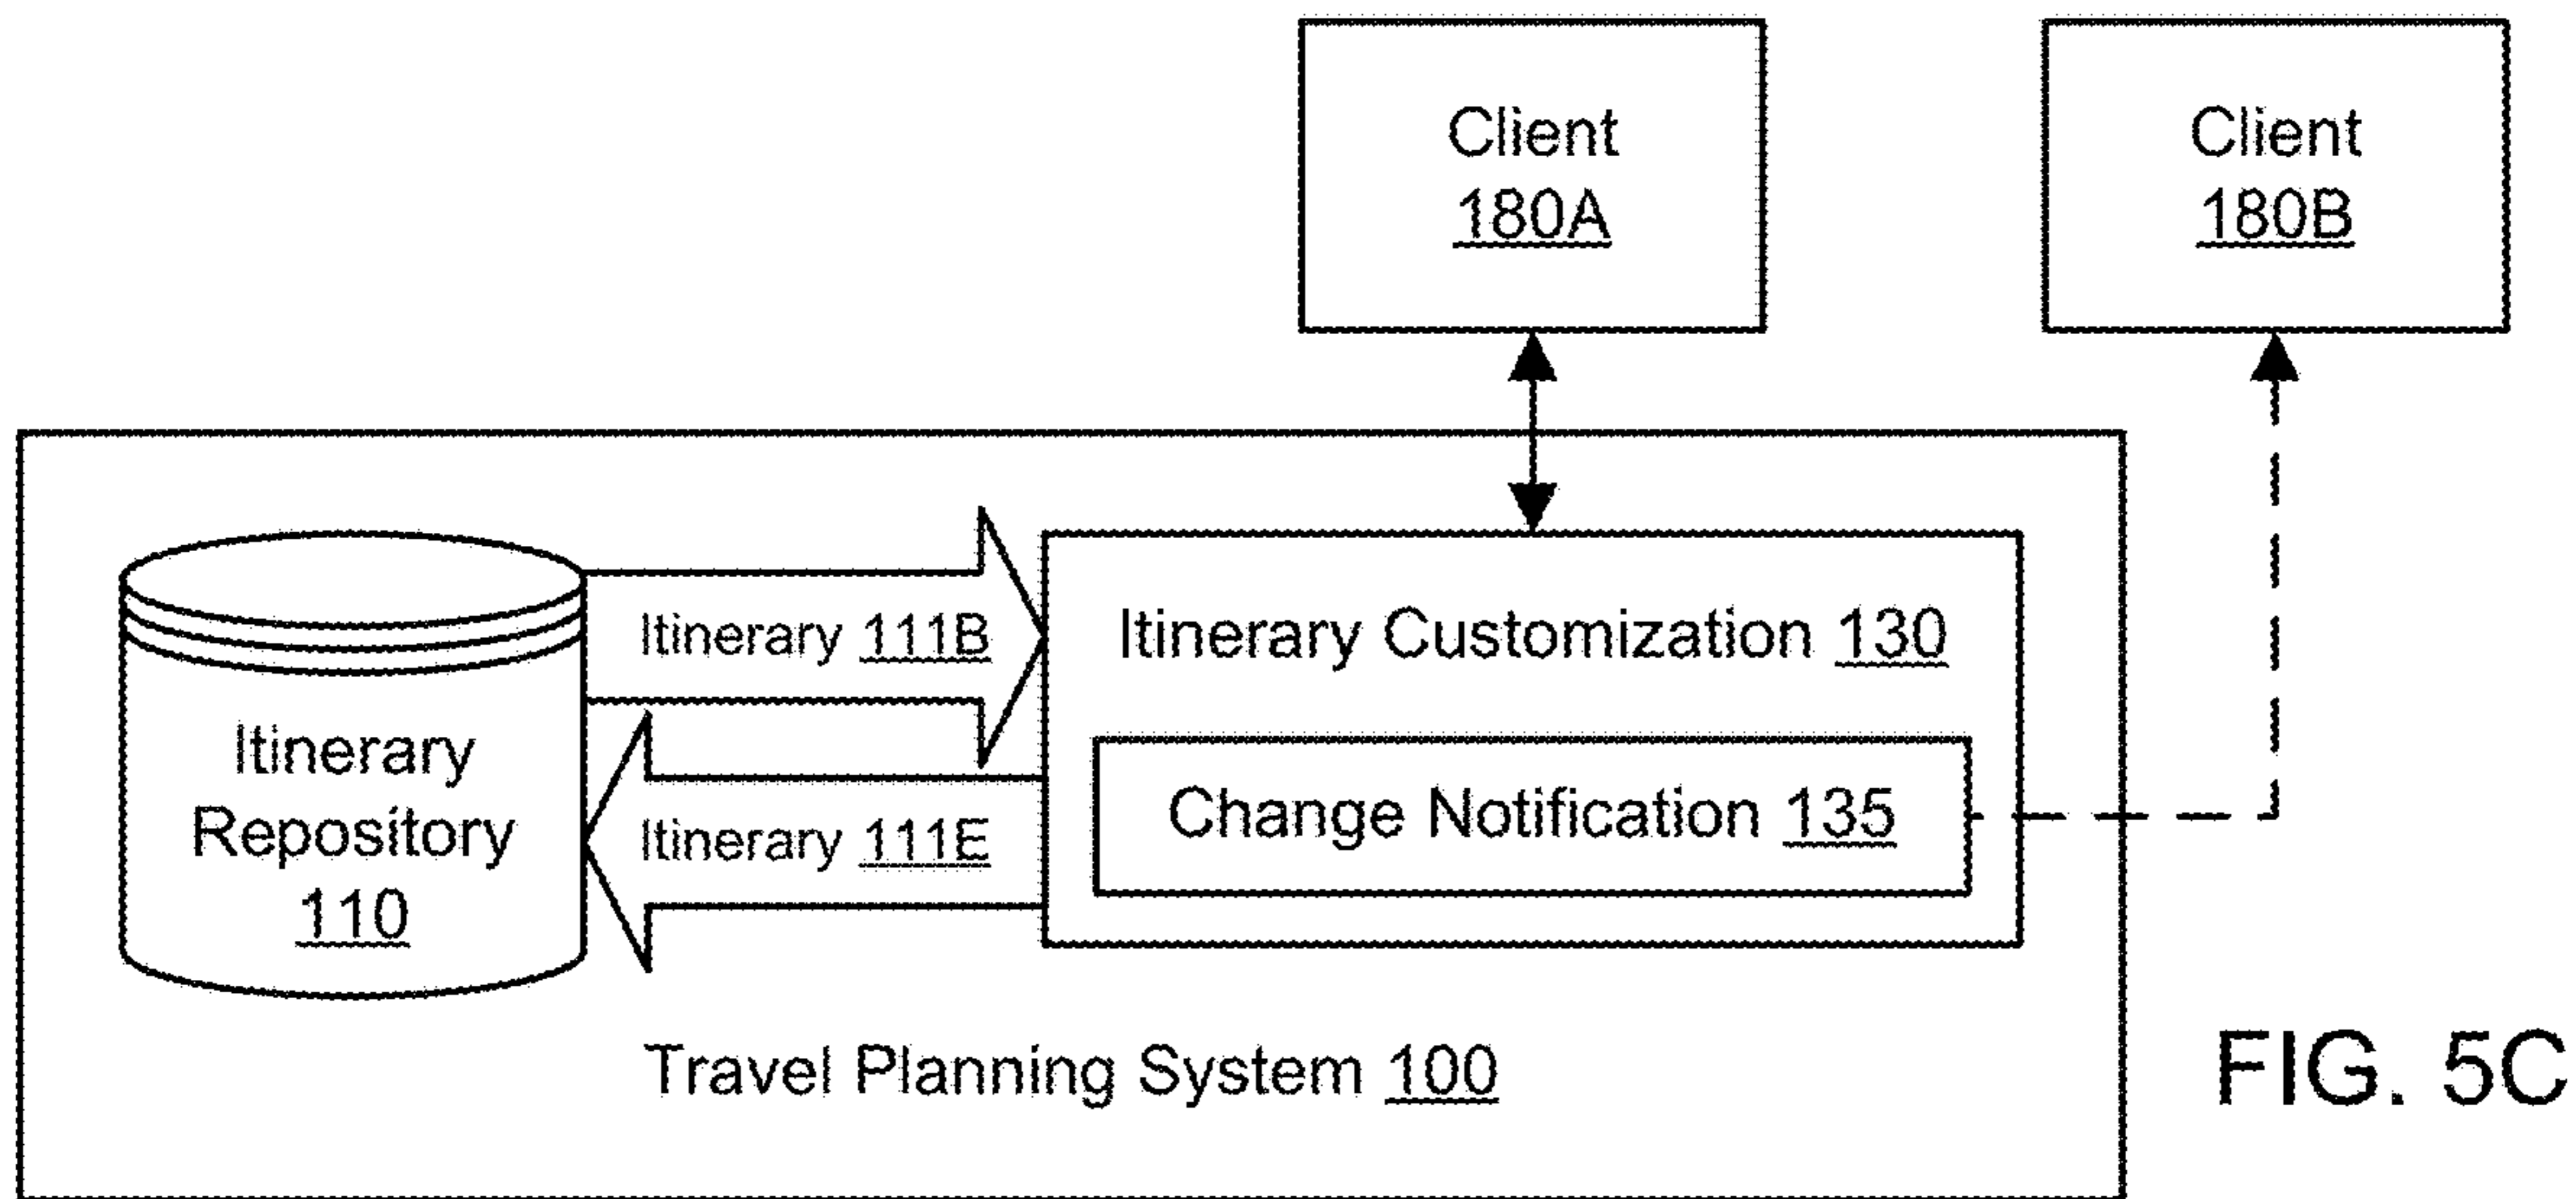 Client
180A
Client
180B
Itinerary 111B
Itinerary Customization 130
Itinerary
Repository
110
Itinerary 111E
Change Notification 135
Travel Planning System 100
FIG. 5C